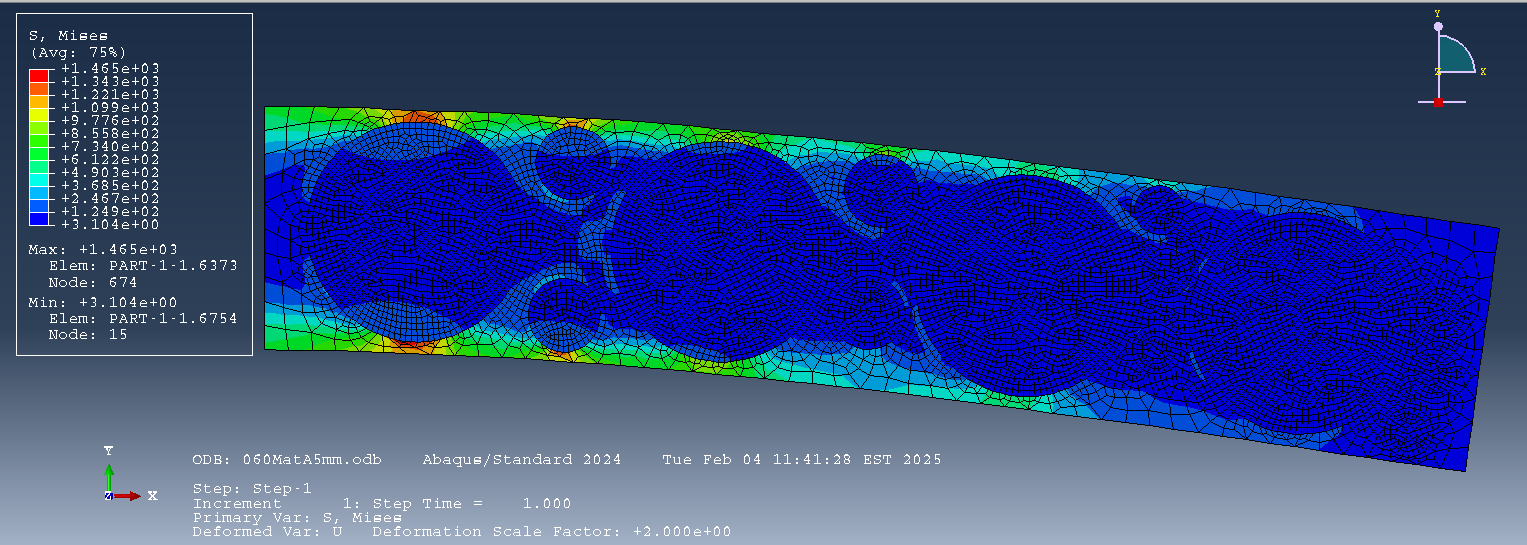 S, Mises
(Avg: 75%)
+1.465e+03
+1.343e+03
+1.221e+03
+1.099e+03
+9.776e+02
+8.558e+02
+7.340e+02
+6.122e+02
+4.903e+02
+3.685e+02
+2.467e+02
+1.249e+02
+3.104e+00
Max: +1.465e+03
Elem: PART-1-1.6373
Node: 674
Min: +3.104e+00
Elem: PART-1-1.6754
Node: 15
Y
Z X
Y
Z X
ODB: 060MatA5mm.odb Abaqus/Standard 2024 Tue Feb 04 11:41:28 EST 2025
Step: Step-1
Increment 1: Step Time = 1.000
Primary Var: S, Mises
Deformed Var: U Deformation Scale Factor: +2.000e+00